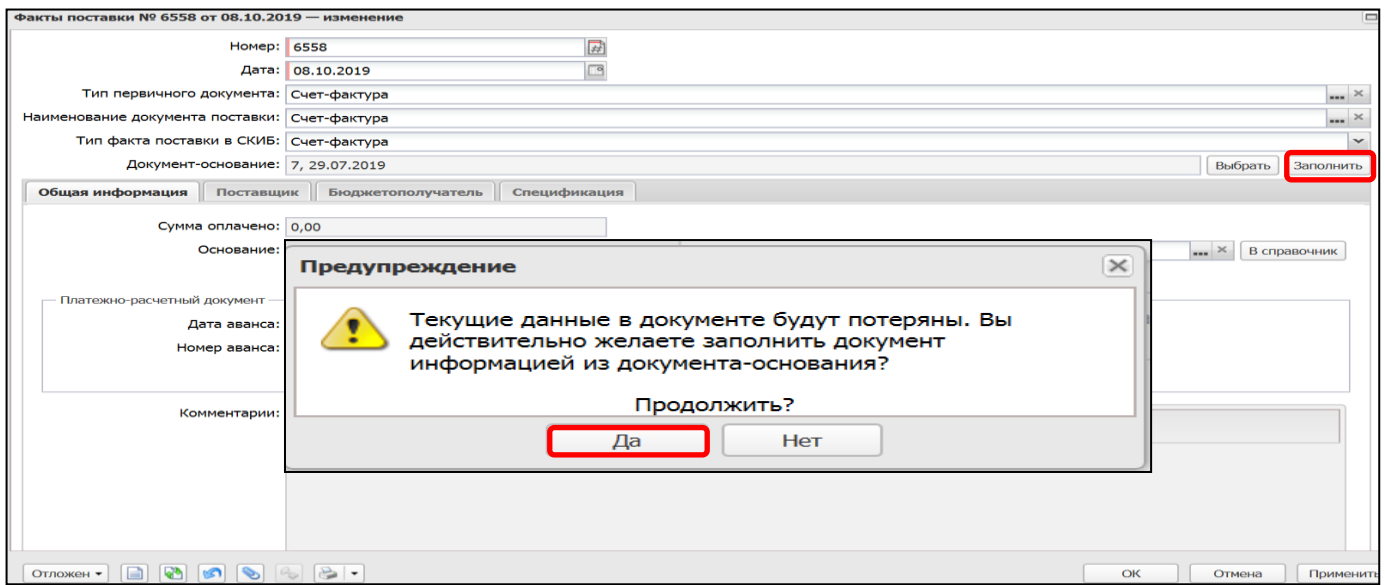 Факты поставки № 6558 от 08.10.2019 — изменение
Номер: 6558
Дата: 08.10.2019
Тип первичного документа: Счет-фактура
Наименование документа поставки: Счет-фактура
Тип факта поставки в СКИБ: Счет-фактура
Документ-основание: 7, 29.07.2019 Выбрать Заполнить
Общая информация Поставщик Бюджетополучатель Спецификация
Сумма оплачено: 0,00
Основание: В справочник
Предупреждение
Платежно-расчетный документ
Дата аванса:
Номер аванса:
Текущие данные в документе будут потеряны. Вы
действительно желаете заполнить документ
информацией из документа-основания?
Продолжить?
Да Нет
Комментарии:
Отложен OK Отмена Применить